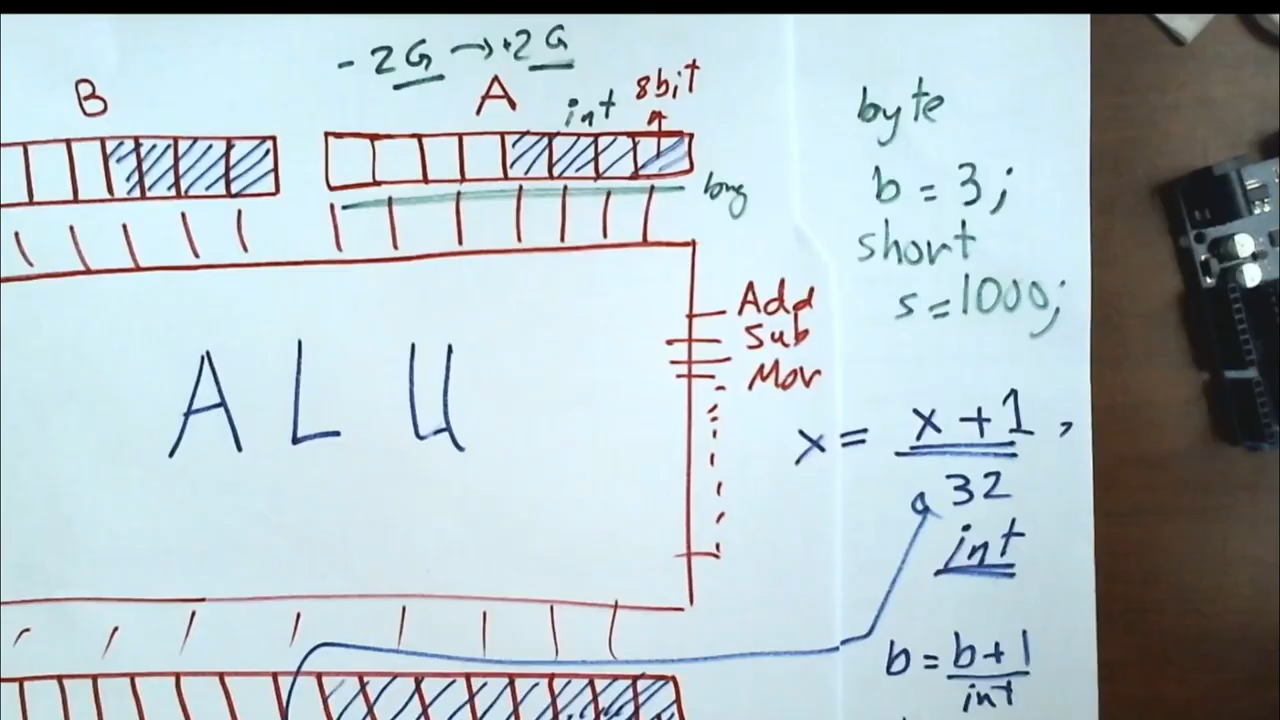 -2G → +2G
B
A
int
8bit
long
Add
Sub
Mov
ALU
byte
b = 3;
short
s = 1000;
x = x + 1,
32
int
b = b + 1
int